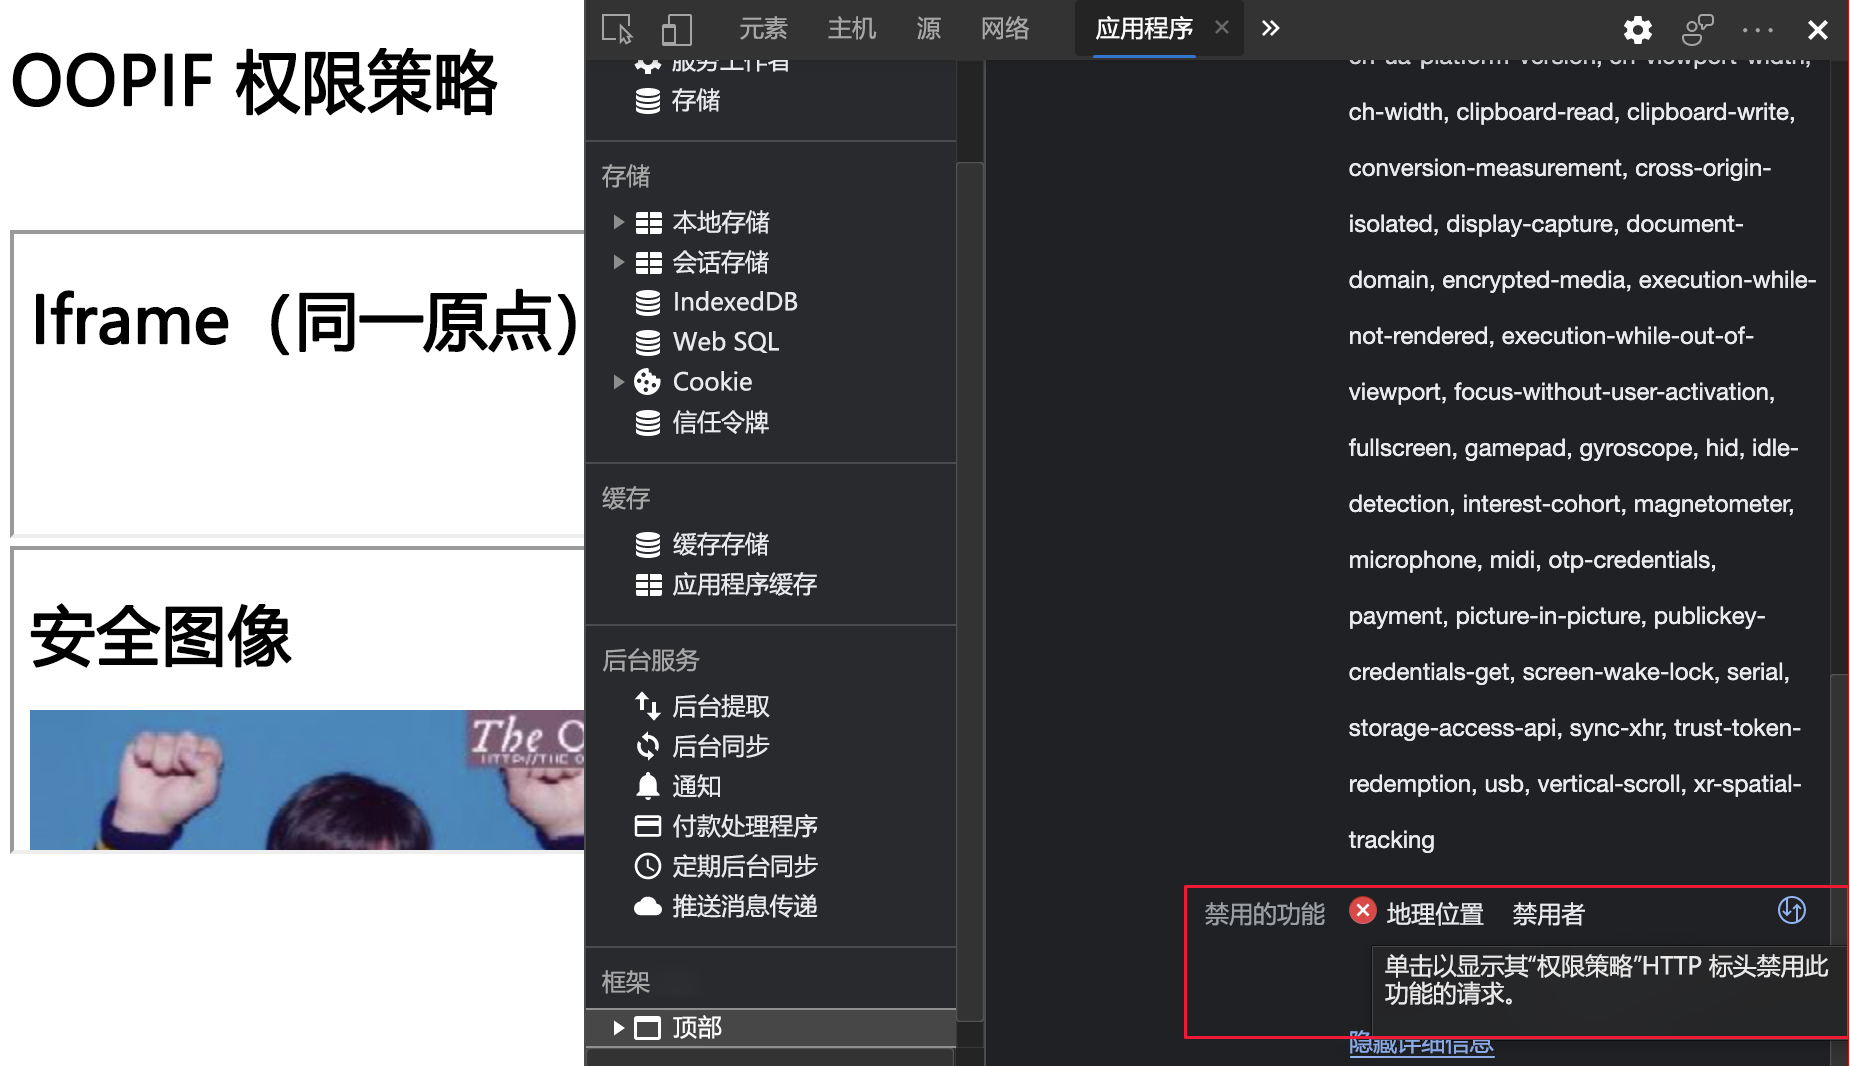 OOPIF 权限策略
Iframe（同一原点）
安全图像
The O
HTTP://THE O
元素 主机 源 网络 应用程序
服务工作者
存储
存储
本地存储
会话存储
IndexedDB
Web SQL
Cookie
信任令牌
缓存
缓存存储
应用程序缓存
后台服务
后台提取
后台同步
通知
付款处理程序
定期后台同步
推送消息传递
框架
顶部
ch-ua-platform-version, ch-viewport-width,
ch-width, clipboard-read, clipboard-write,
conversion-measurement, cross-origin-
isolated, display-capture, document-
domain, encrypted-media, execution-while-
not-rendered, execution-while-out-of-
viewport, focus-without-user-activation,
fullscreen, gamepad, gyroscope, hid, idle-
detection, interest-cohort, magnetometer,
microphone, midi, otp-credentials,
payment, picture-in-picture, publickey-
credentials-get, screen-wake-lock, serial,
storage-access-api, sync-xhr, trust-token-
redemption, usb, vertical-scroll, xr-spatial-
tracking
禁用的功能 地理位置 禁用者
单击以显示其“权限策略”HTTP 标头禁用此
功能的请求。
隐藏详细信息